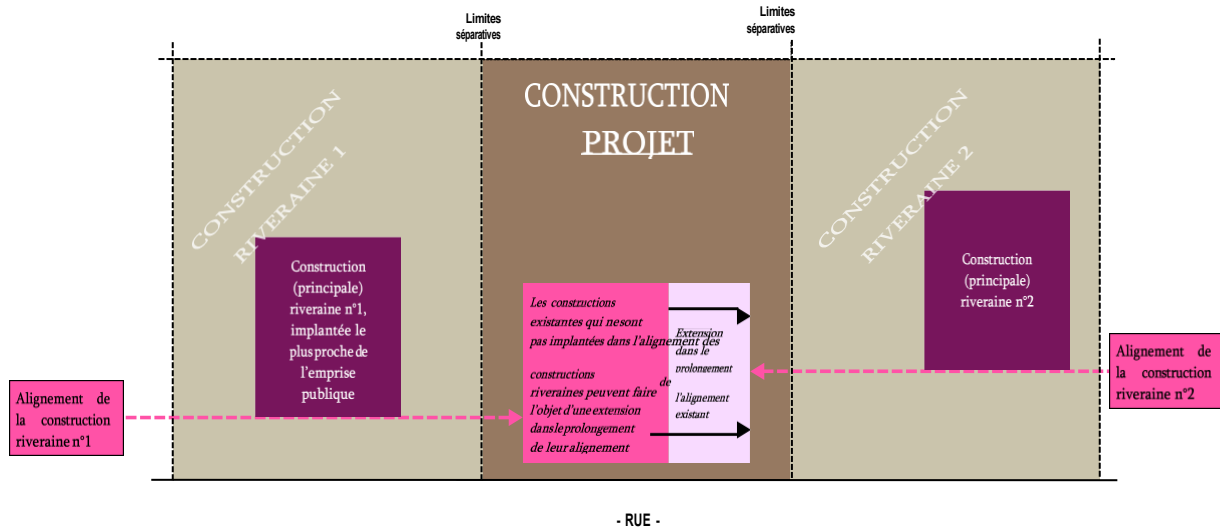 Limites
séparatives
Limites
séparatives
CONSTRUCTION
RIVERAINE 1
CONSTRUCTION
PROJET
CONSTRUCTION
RIVERAINE 2
Construction
(principale)
riveraine n°1,
implantée le
plus proche de
l'emprise
publique
Construction
(principale)
riveraine n°2
Les constructions
existantes qui nesont
pas implantées dans l'alignement des
constructions
riveraines peuvent faire
l'objet d'une extension
dansleprolongement
de leur alignement
Extension
dans le
prolongement
de
l'alignement
existant
Alignement de
la construction
riveraine n°1
Alignement de
la construction
riveraine n°2
- RUE -